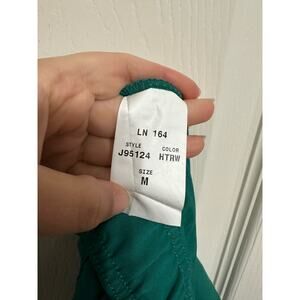 LN 164
STYLE COLOR
J95124 HTRW
SIZE
M